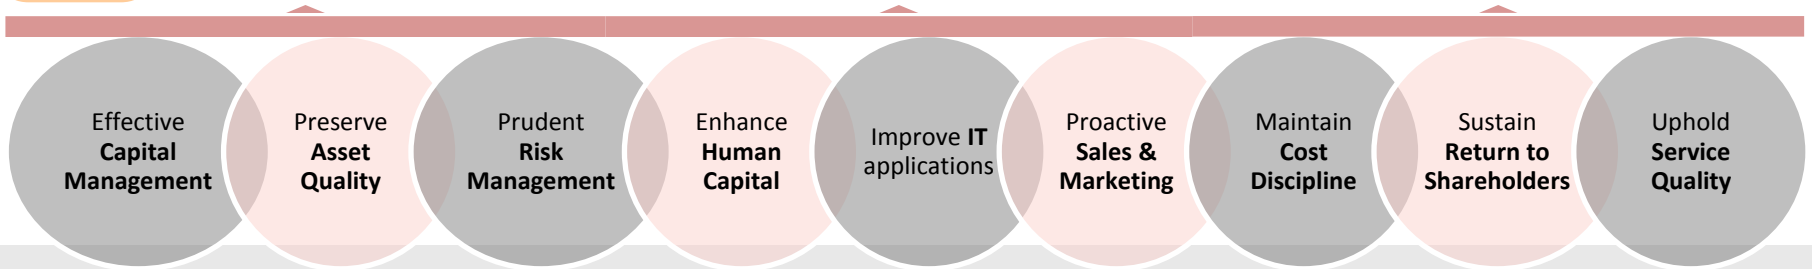 Effective
Capital
Management
Preserve
Asset
Quality
Prudent
Risk
Management
Enhance
Human
Capital
Improve IT
applications
Proactive
Sales &
Marketing
Maintain
Cost
Discipline
Sustain
Return to
Shareholders
Uphold
Service
Quality